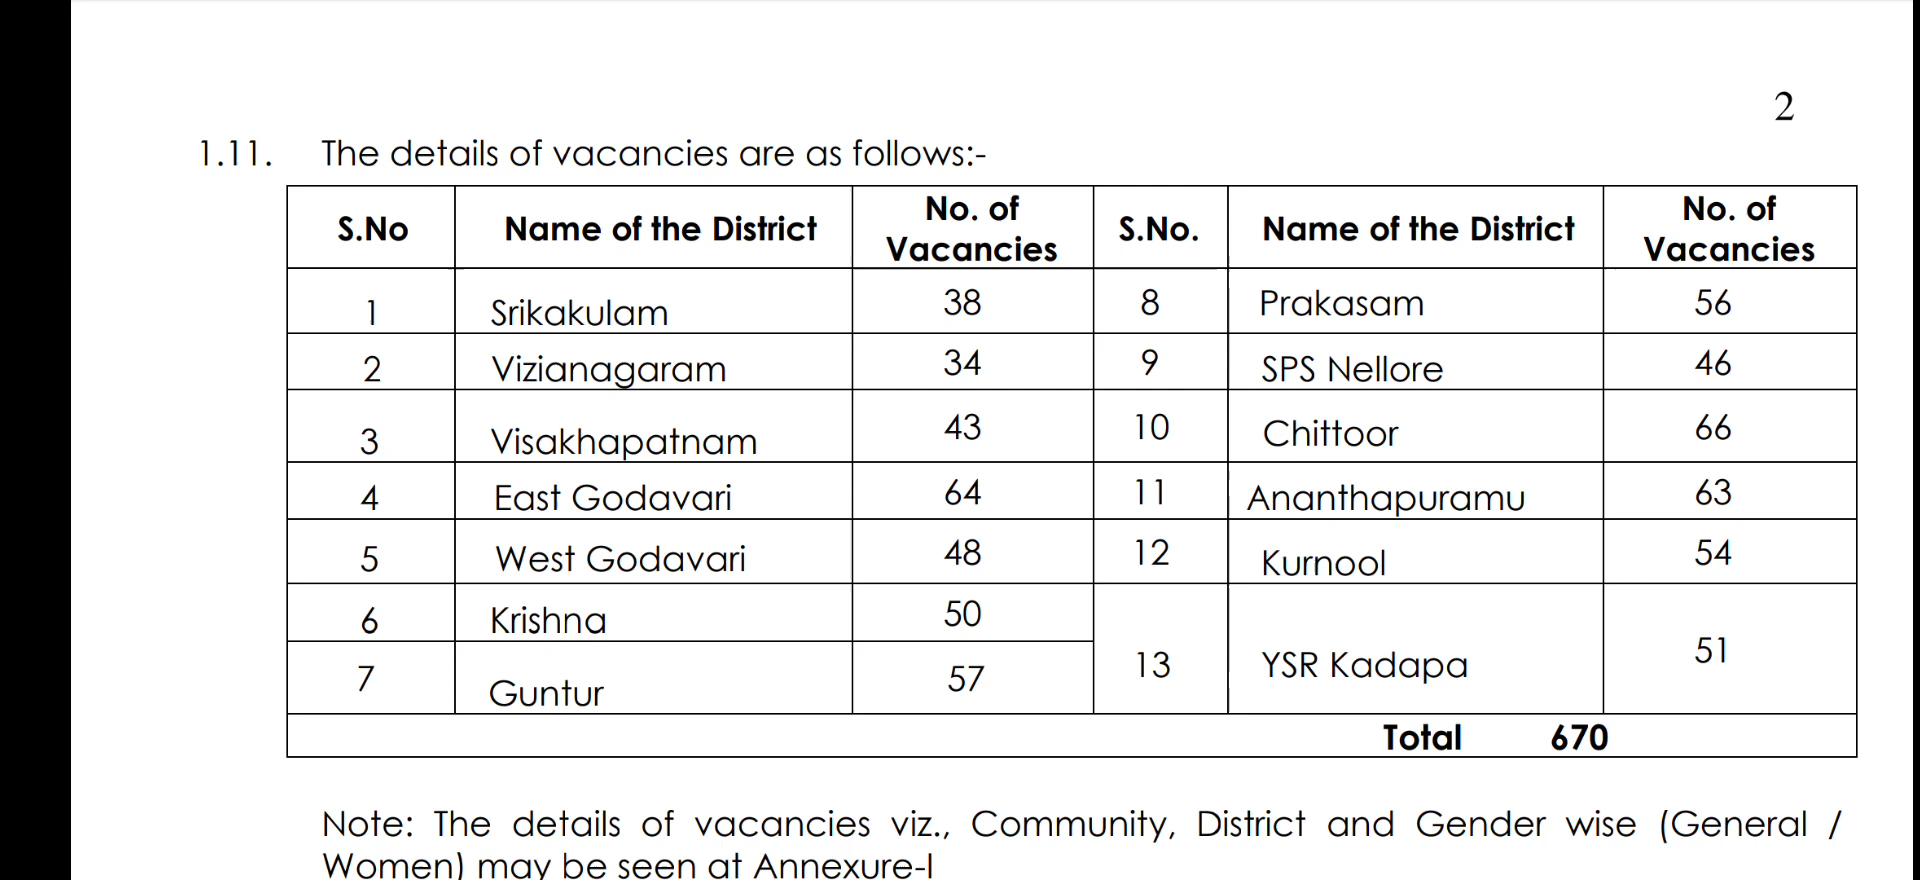 2
1.11. The details of vacancies are as follows:-
S.No Name of the District No. of Vacancies S.No. Name of the District No. of Vacancies
1 Srikakulam 38 8 Prakasam 56
2 Vizianagaram 34 9 SPS Nellore 46
3 Visakhapatnam 43 10 Chittoor 66
4 East Godavari 64 11 Ananthapuramu 63
5 West Godavari 48 12 Kurnool 54
6 Krishna 50 13 YSR Kadapa 51
7 Guntur 57
Total 670
Note: The details of vacancies viz., Community, District and Gender wise (General /
Women) may be seen at Annexure-I